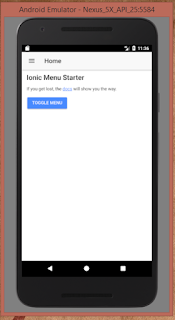 Android Emulator - Nexus_5X_API_25:5584
11:36
Home
Ionic Menu Starter
If you get lost, the docs will show you the way.
TOGGLE MENU